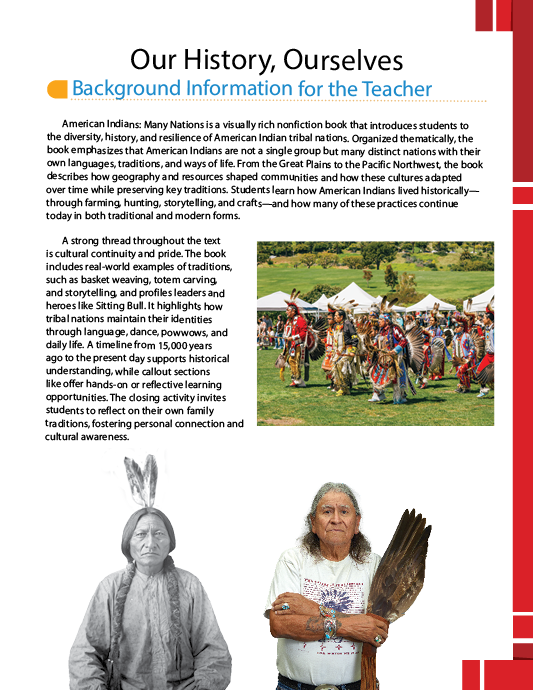 Our History, Ourselves
Background Information for the Teacher
American Indians: Many Nations is a visually rich nonfiction book that introduces students to
the diversity, history, and resilience of American Indian tribal nations. Organized thematically, the
book emphasizes that American Indians are not a single group but many distinct nations with their
own languages, traditions, and ways of life. From the Great Plains to the Pacific Northwest, the book
describes how geography and resources shaped communities and how these cultures adapted
over time while preserving key traditions. Students learn how American Indians lived historically—
through farming, hunting, storytelling, and crafts—and how many of these practices continue
today in both traditional and modern forms.
A strong thread throughout the text
is cultural continuity and pride. The book
includes real-world examples of traditions,
such as basket weaving, totem carving,
and storytelling, and profiles leaders and
heroes like Sitting Bull. It highlights how
tribal nations maintain their identities
through language, dance, powwows, and
daily life. A timeline from 15,000 years
ago to the present day supports historical
understanding, while callout sections
like offer hands-on or reflective learning
opportunities. The closing activity invites
students to reflect on their own family
traditions, fostering personal connection and
cultural awareness.